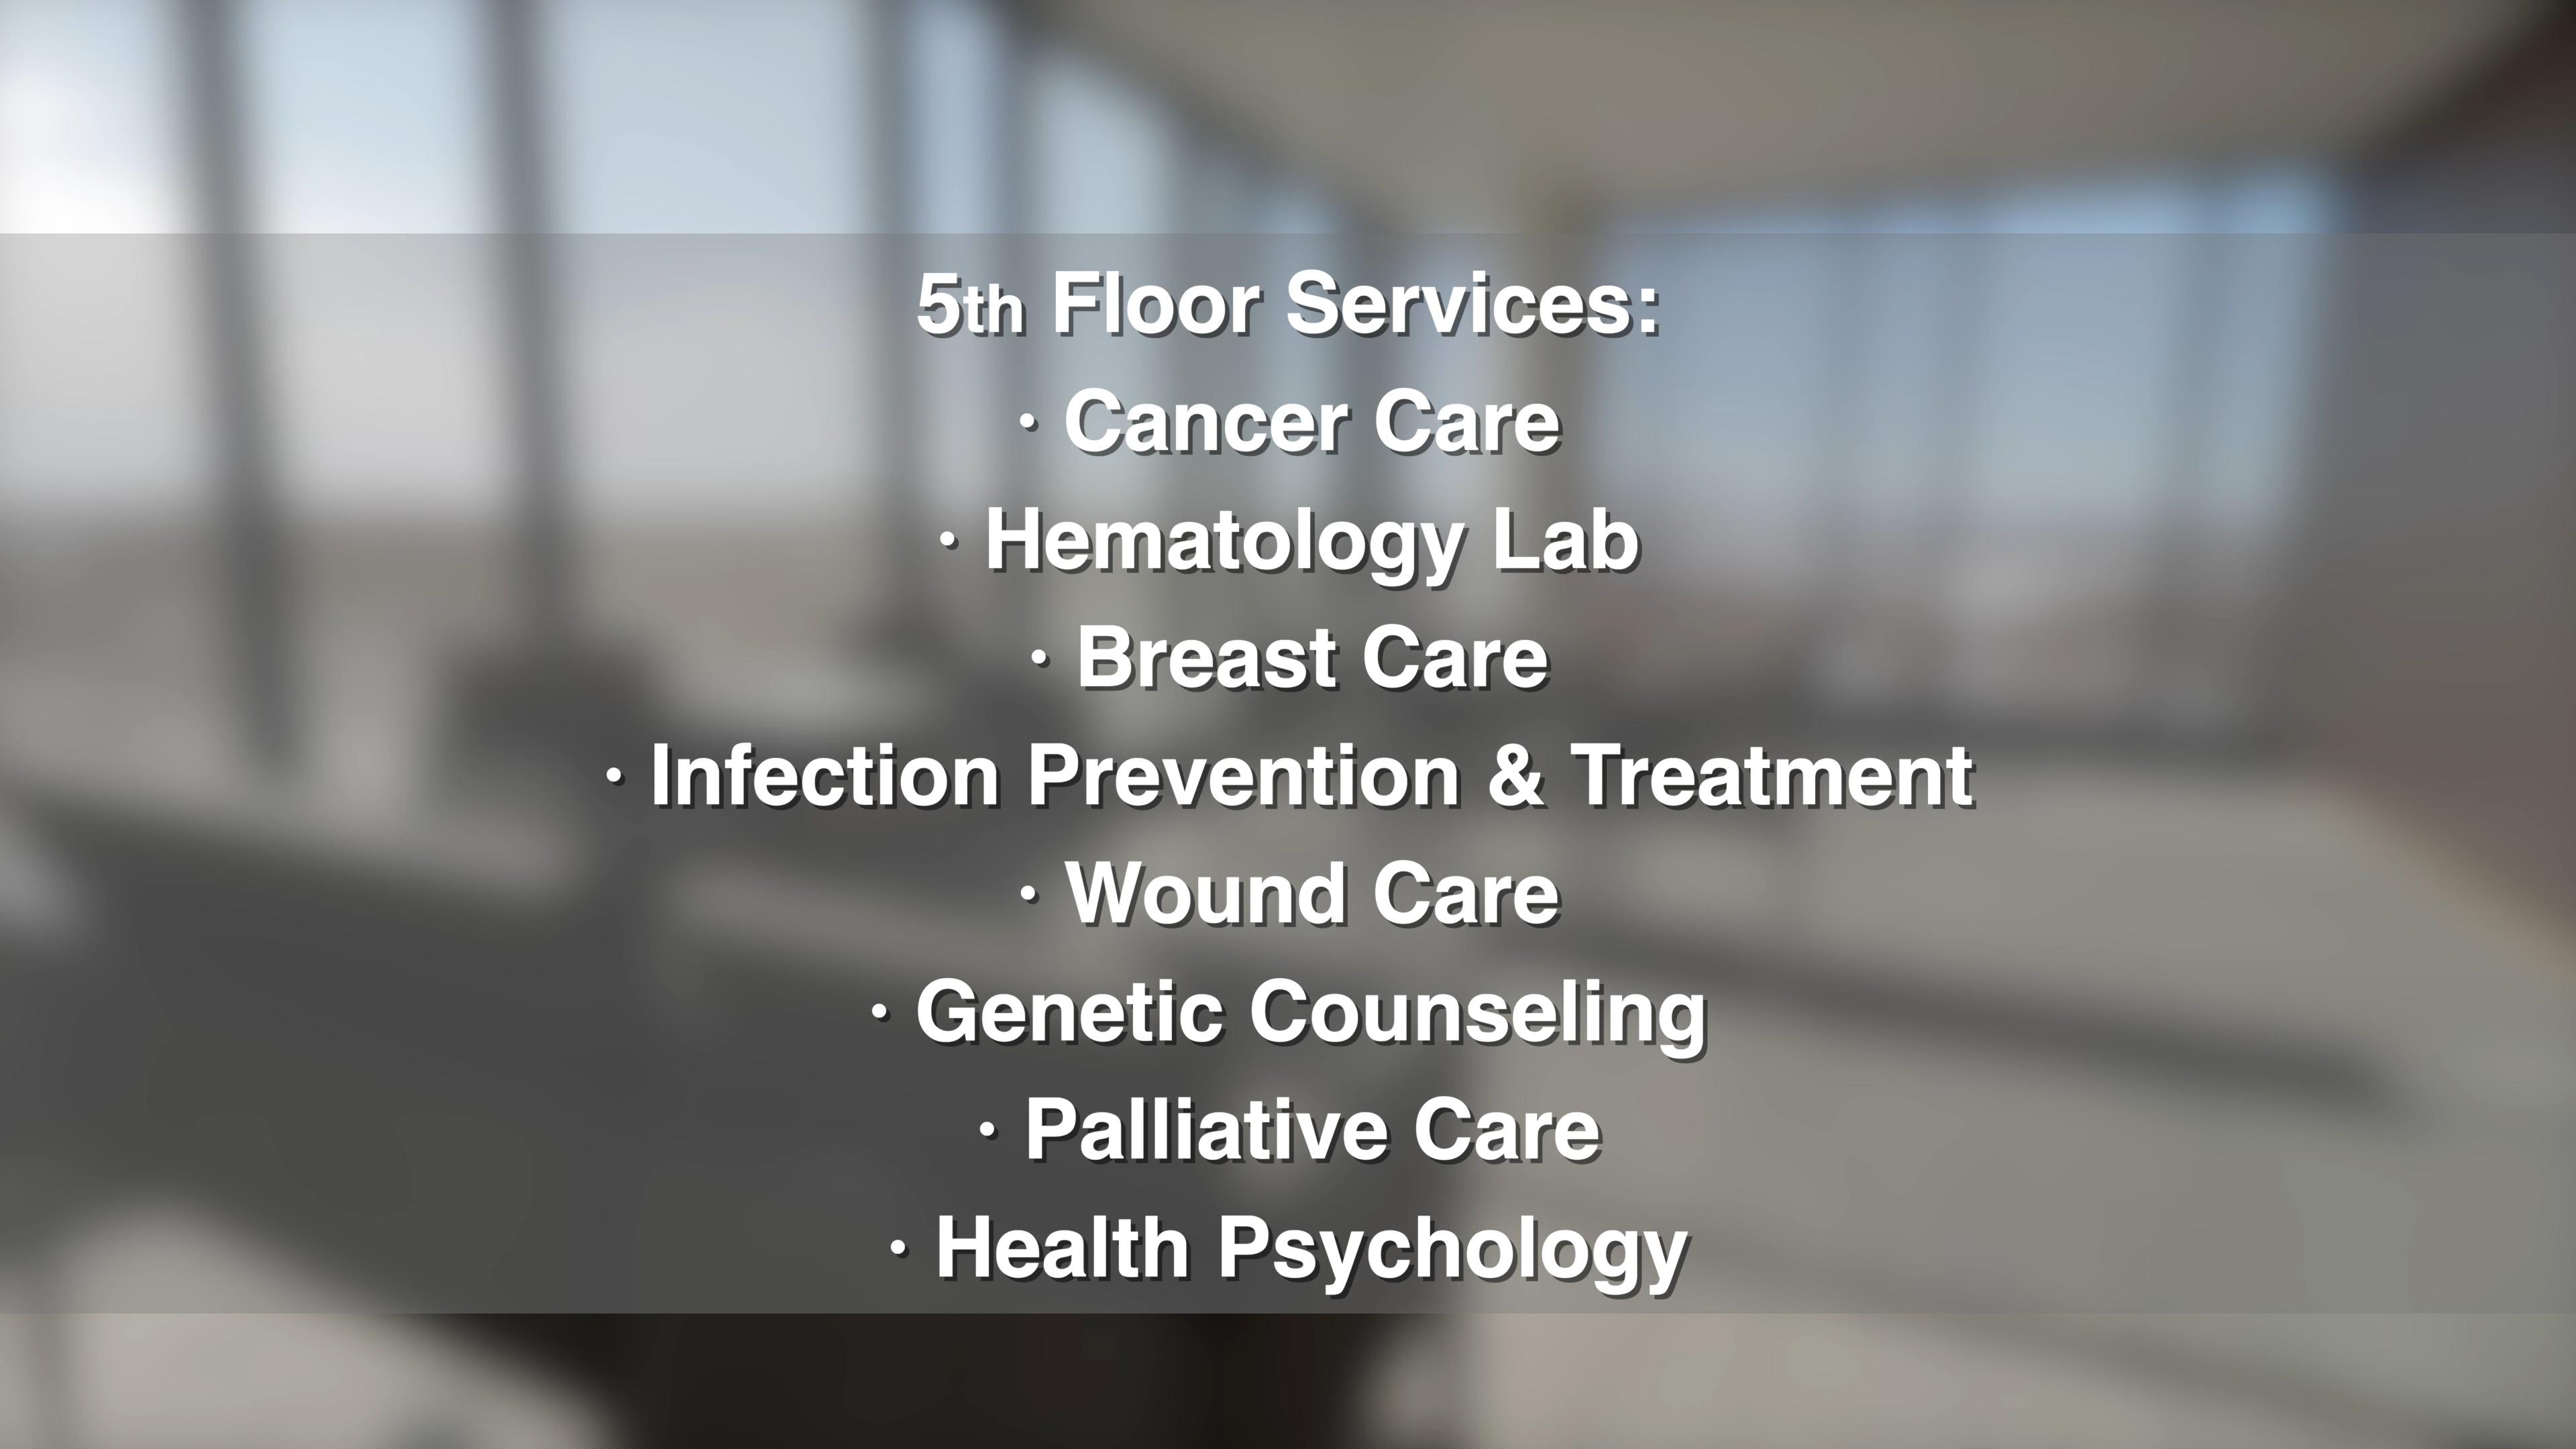 5th Floor Services:
· Cancer Care
· Hematology Lab
· Breast Care
· Infection Prevention & Treatment
· Wound Care
· Genetic Counseling
· Palliative Care
· Health Psychology